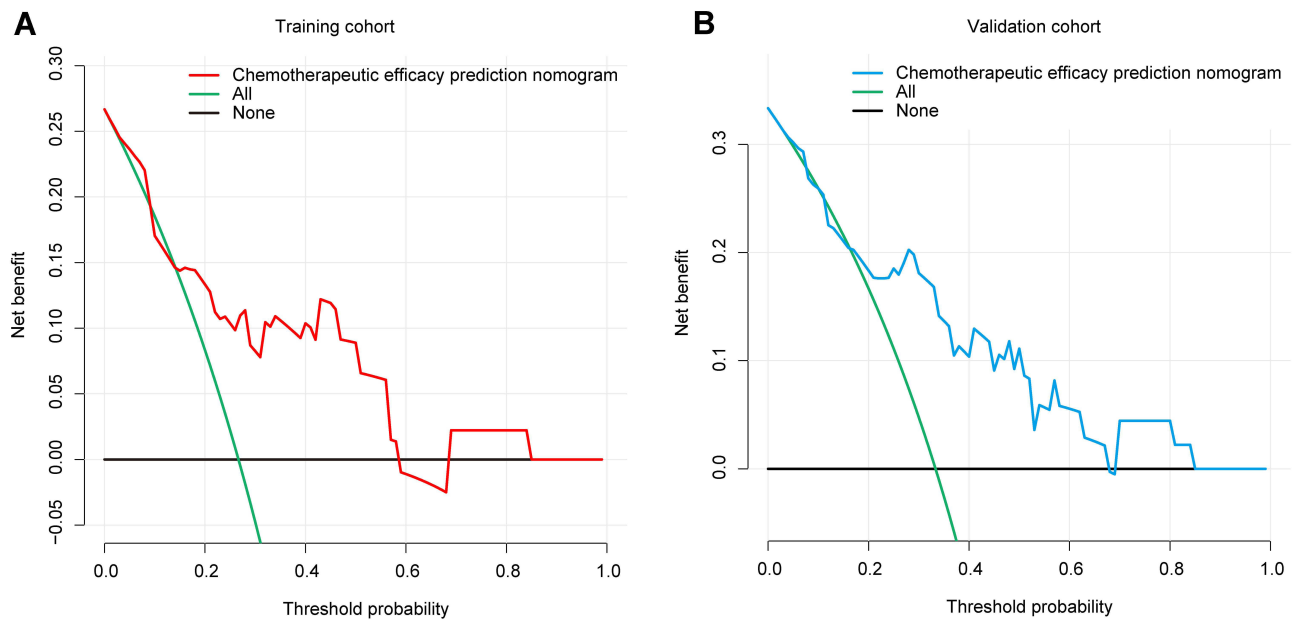 A
Training cohort
Chemotherapeutic efficacy prediction nomogram
All
None
0.30
0.25
0.20
0.15
0.10
0.05
0.00
−0.05
Net benefit
0.0 0.2 0.4 0.6 0.8 1.0
Threshold probability
B
Validation cohort
Chemotherapeutic efficacy prediction nomogram
All
None
0.3
0.2
0.1
0.0
Net benefit
0.0 0.2 0.4 0.6 0.8 1.0
Threshold probability